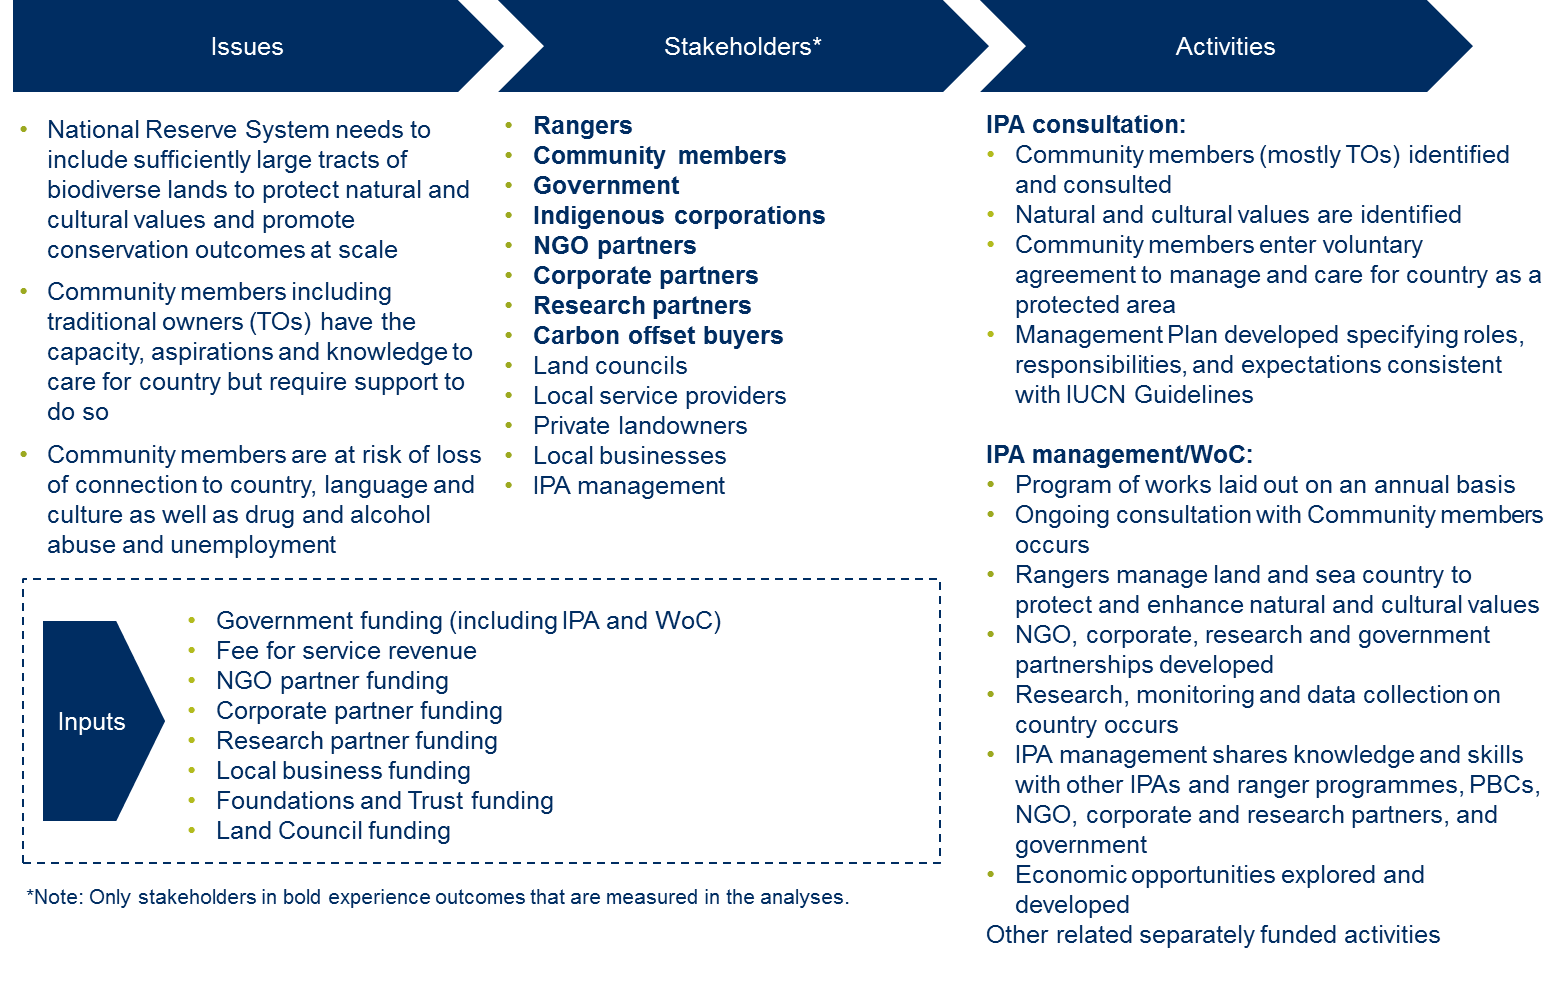 Issues
• National Reserve System needs to
include sufficiently large tracts of
biodiverse lands to protect natural and
cultural values and promote
conservation outcomes at scale
• Community members including
traditional owners (TOs) have the
capacity, aspirations and knowledge to
care for country but require support to
do so
• Community members are at risk of loss
of connection to country, language and
culture as well as drug and alcohol
abuse and unemployment
Stakeholders*
• Rangers
• Community members
• Government
• Indigenous corporations
• NGO partners
• Corporate partners
• Research partners
• Carbon offset buyers
• Land councils
• Local service providers
• Private landowners
• Local businesses
• IPA management
Inputs
• Government funding (including IPA and WoC)
• Fee for service revenue
• NGO partner funding
• Corporate partner funding
• Research partner funding
• Local business funding
• Foundations and Trust funding
• Land Council funding
*Note: Only stakeholders in bold experience outcomes that are measured in the analyses.
Activities
IPA consultation:
• Community members (mostly TOs) identified
and consulted
• Natural and cultural values are identified
• Community members enter voluntary
agreement to manage and care for country as a
protected area
• Management Plan developed specifying roles,
responsibilities, and expectations consistent
with IUCN Guidelines
IPA management/WoC:
• Program of works laid out on an annual basis
• Ongoing consultation with Community members
occurs
• Rangers manage land and sea country to
protect and enhance natural and cultural values
• NGO, corporate, research and government
partnerships developed
• Research, monitoring and data collection on
country occurs
• IPA management shares knowledge and skills
with other IPAs and ranger programmes, PBCs,
NGO, corporate and research partners, and
government
• Economic opportunities explored and
developed
Other related separately funded activities